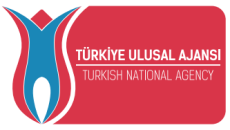 TÜRKİYE ULUSAL AJANSI
TURKISH NATIONAL AGENCY